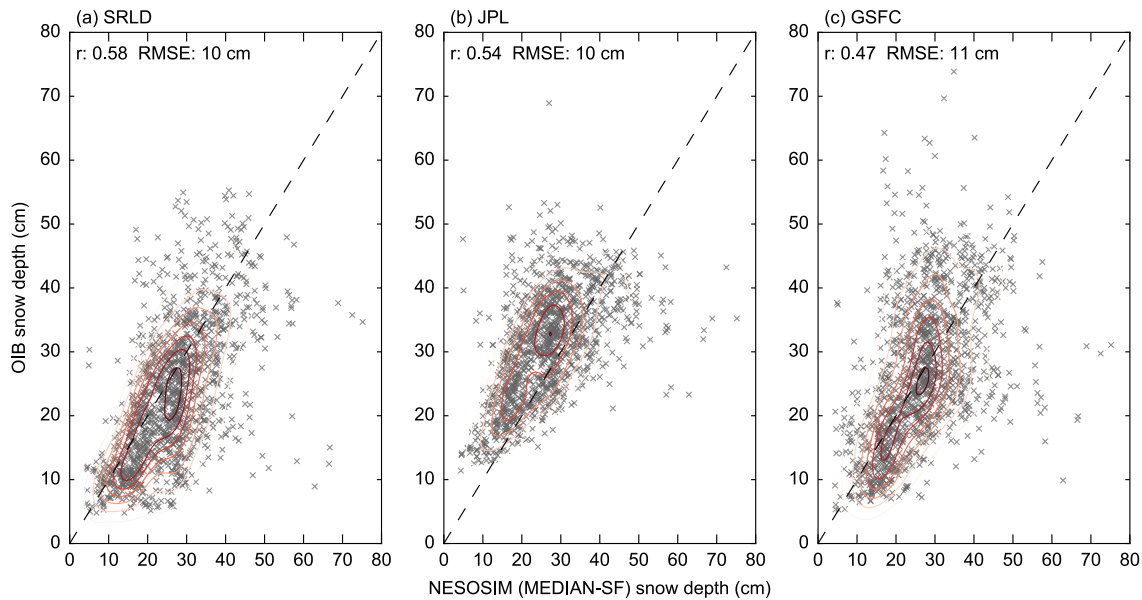 (a) SRLD
(b) JPL
(c) GSFC
r: 0.58 RMSE: 10 cm
r: 0.54 RMSE: 10 cm
r: 0.47 RMSE: 11 cm
OIB snow depth (cm)
80
70
60
50
40
30
20
10
0
80
70
60
50
40
30
20
10
0
80
70
60
50
40
30
20
10
0
0 10 20 30 40 50 60 70 80
0 10 20 30 40 50 60 70 80
0 10 20 30 40 50 60 70 80
NESOSIM (MEDIAN-SF) snow depth (cm)